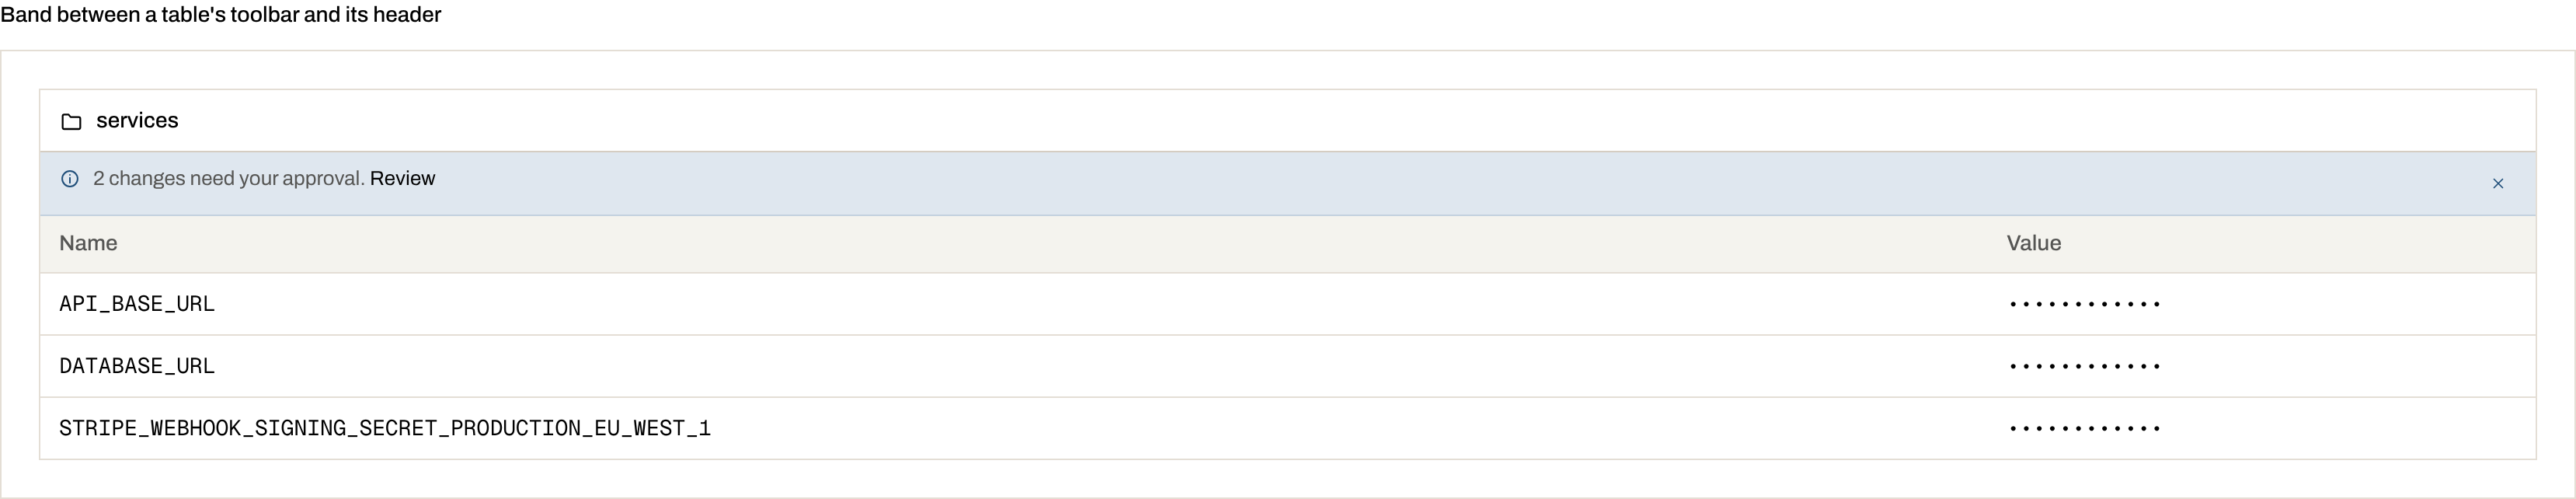 Band between a table's toolbar and its header
services
2 changes need your approval. Review
Name Value
API_BASE_URL ••••••••••••
DATABASE_URL ••••••••••••
STRIPE_WEBHOOK_SIGNING_SECRET_PRODUCTION_EU_WEST_1 ••••••••••••